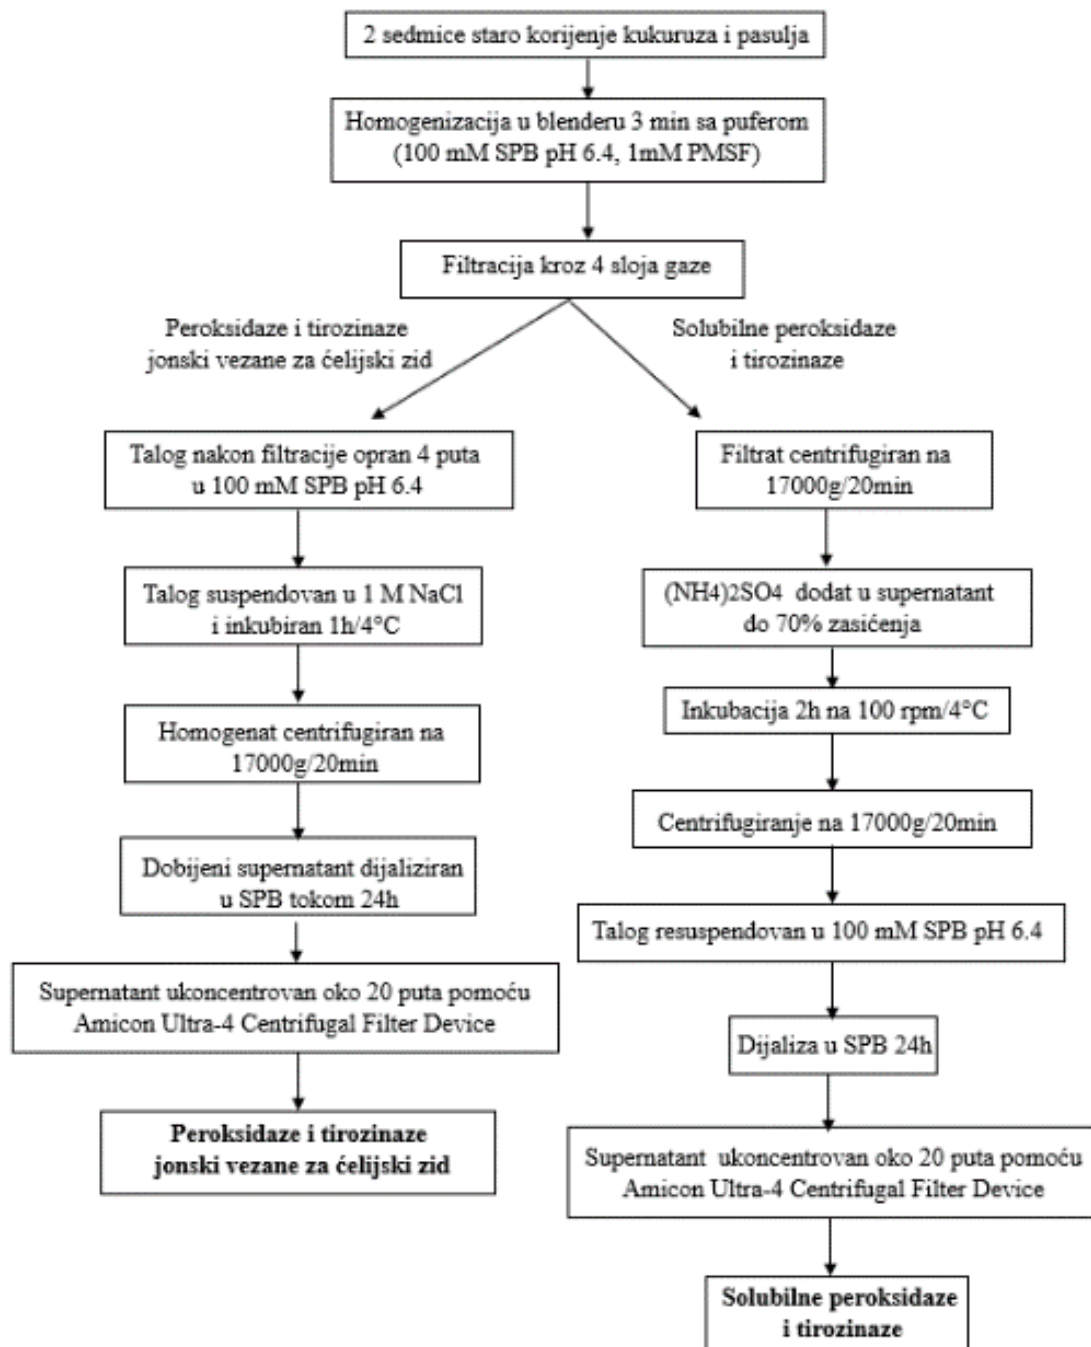 2 sedmice staro korijenje kukuruza i pasulja
Homogenizacija u blenderu 3 min sa puferom
(100 mM SPB pH 6.4, 1mM PMSF)
Filtracija kroz 4 sloja gaze
Peroksidaze i tirozinaze
jonski vezane za ćelijski zid
Talog nakon filtracije opran 4 puta
u 100 mM SPB pH 6.4
Talog suspendovan u 1 M NaCl
i inkubiran 1h/4°C
Homogenat centrifugiran na
17000g/20min
Dobijeni supernatant dijaliziran
u SPB tokom 24h
Supernatant ukoncentrovan oko 20 puta pomoću
Amicon Ultra-4 Centrifugal Filter Device
Peroksidaze i tirozinaze
jonski vezane za ćelijski zid
Solubilne peroksidaze
i tirozinaze
Filtrat centrifugiran na
17000g/20min
(NH4)2SO4 dodat u supernatant
do 70% zasićenja
Inkubacija 2h na 100 rpm/4°C
Centrifugiranje na 17000g/20min
Talog resuspendovan u 100 mM SPB pH 6.4
Dijaliza u SPB 24h
Supernatant ukoncentrovan oko 20 puta pomoću
Amicon Ultra-4 Centrifugal Filter Device
Solubilne peroksidaze
i tirozinaze